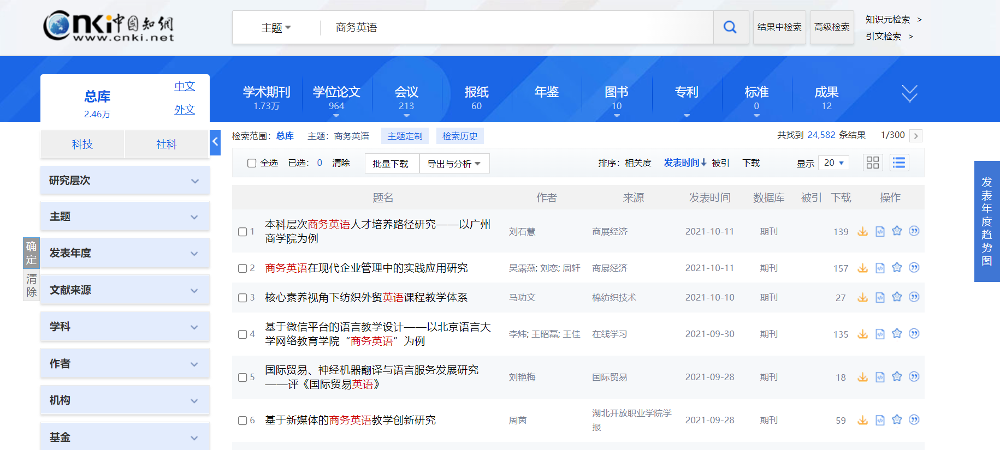 Cnki中国知網
www.cnki.net
主题
商务英语
结果中检索
高级检索
知识元检索 >
引文检索 >
总库
2.46万
中文
外文
学术期刊
1.73万
学位论文
964
会议
213
报纸
60
年鉴
图书
10
专利
标准
0
成果
12
科技
社科
检索范围：总库 主题：商务英语 主题定制 检索历史
共找到 24,582 条结果 1/300 >
全选 已选：0 清除 批量下载 导出与分析
排序：相关度 发表时间↓ 被引 下载 显示 20
研究层次
主题
发表年度
文献来源
学科
作者
机构
基金
确定
清除
题名 作者 来源 发表时间 数据库 被引 下载 操作
1 本科层次商务英语人才培养路径研究——以广州
商学院为例
刘石慧 商展经济 2021-10-11 期刊 139
2 商务英语在现代企业管理中的实践应用研究 吴露燕; 刘恋; 周轩 商展经济 2021-10-11 期刊 157
3 核心素养视角下纺织外贸英语课程教学体系 马功文 棉纺织技术 2021-10-10 期刊 27
4 基于微信平台的语言教学设计——以北京语言大
学网络教育学院“商务英语”为例
李炜; 王昭磊; 王佳 在线学习 2021-09-30 期刊 135
5 国际贸易、神经机器翻译与语言服务发展研究
——评《国际贸易英语》
刘艳梅 国际贸易 2021-09-28 期刊 18
6 基于新媒体的商务英语教学创新研究 周茵 湖北开放职业学院学
报
2021-09-28 期刊 59
发表年度趋势图